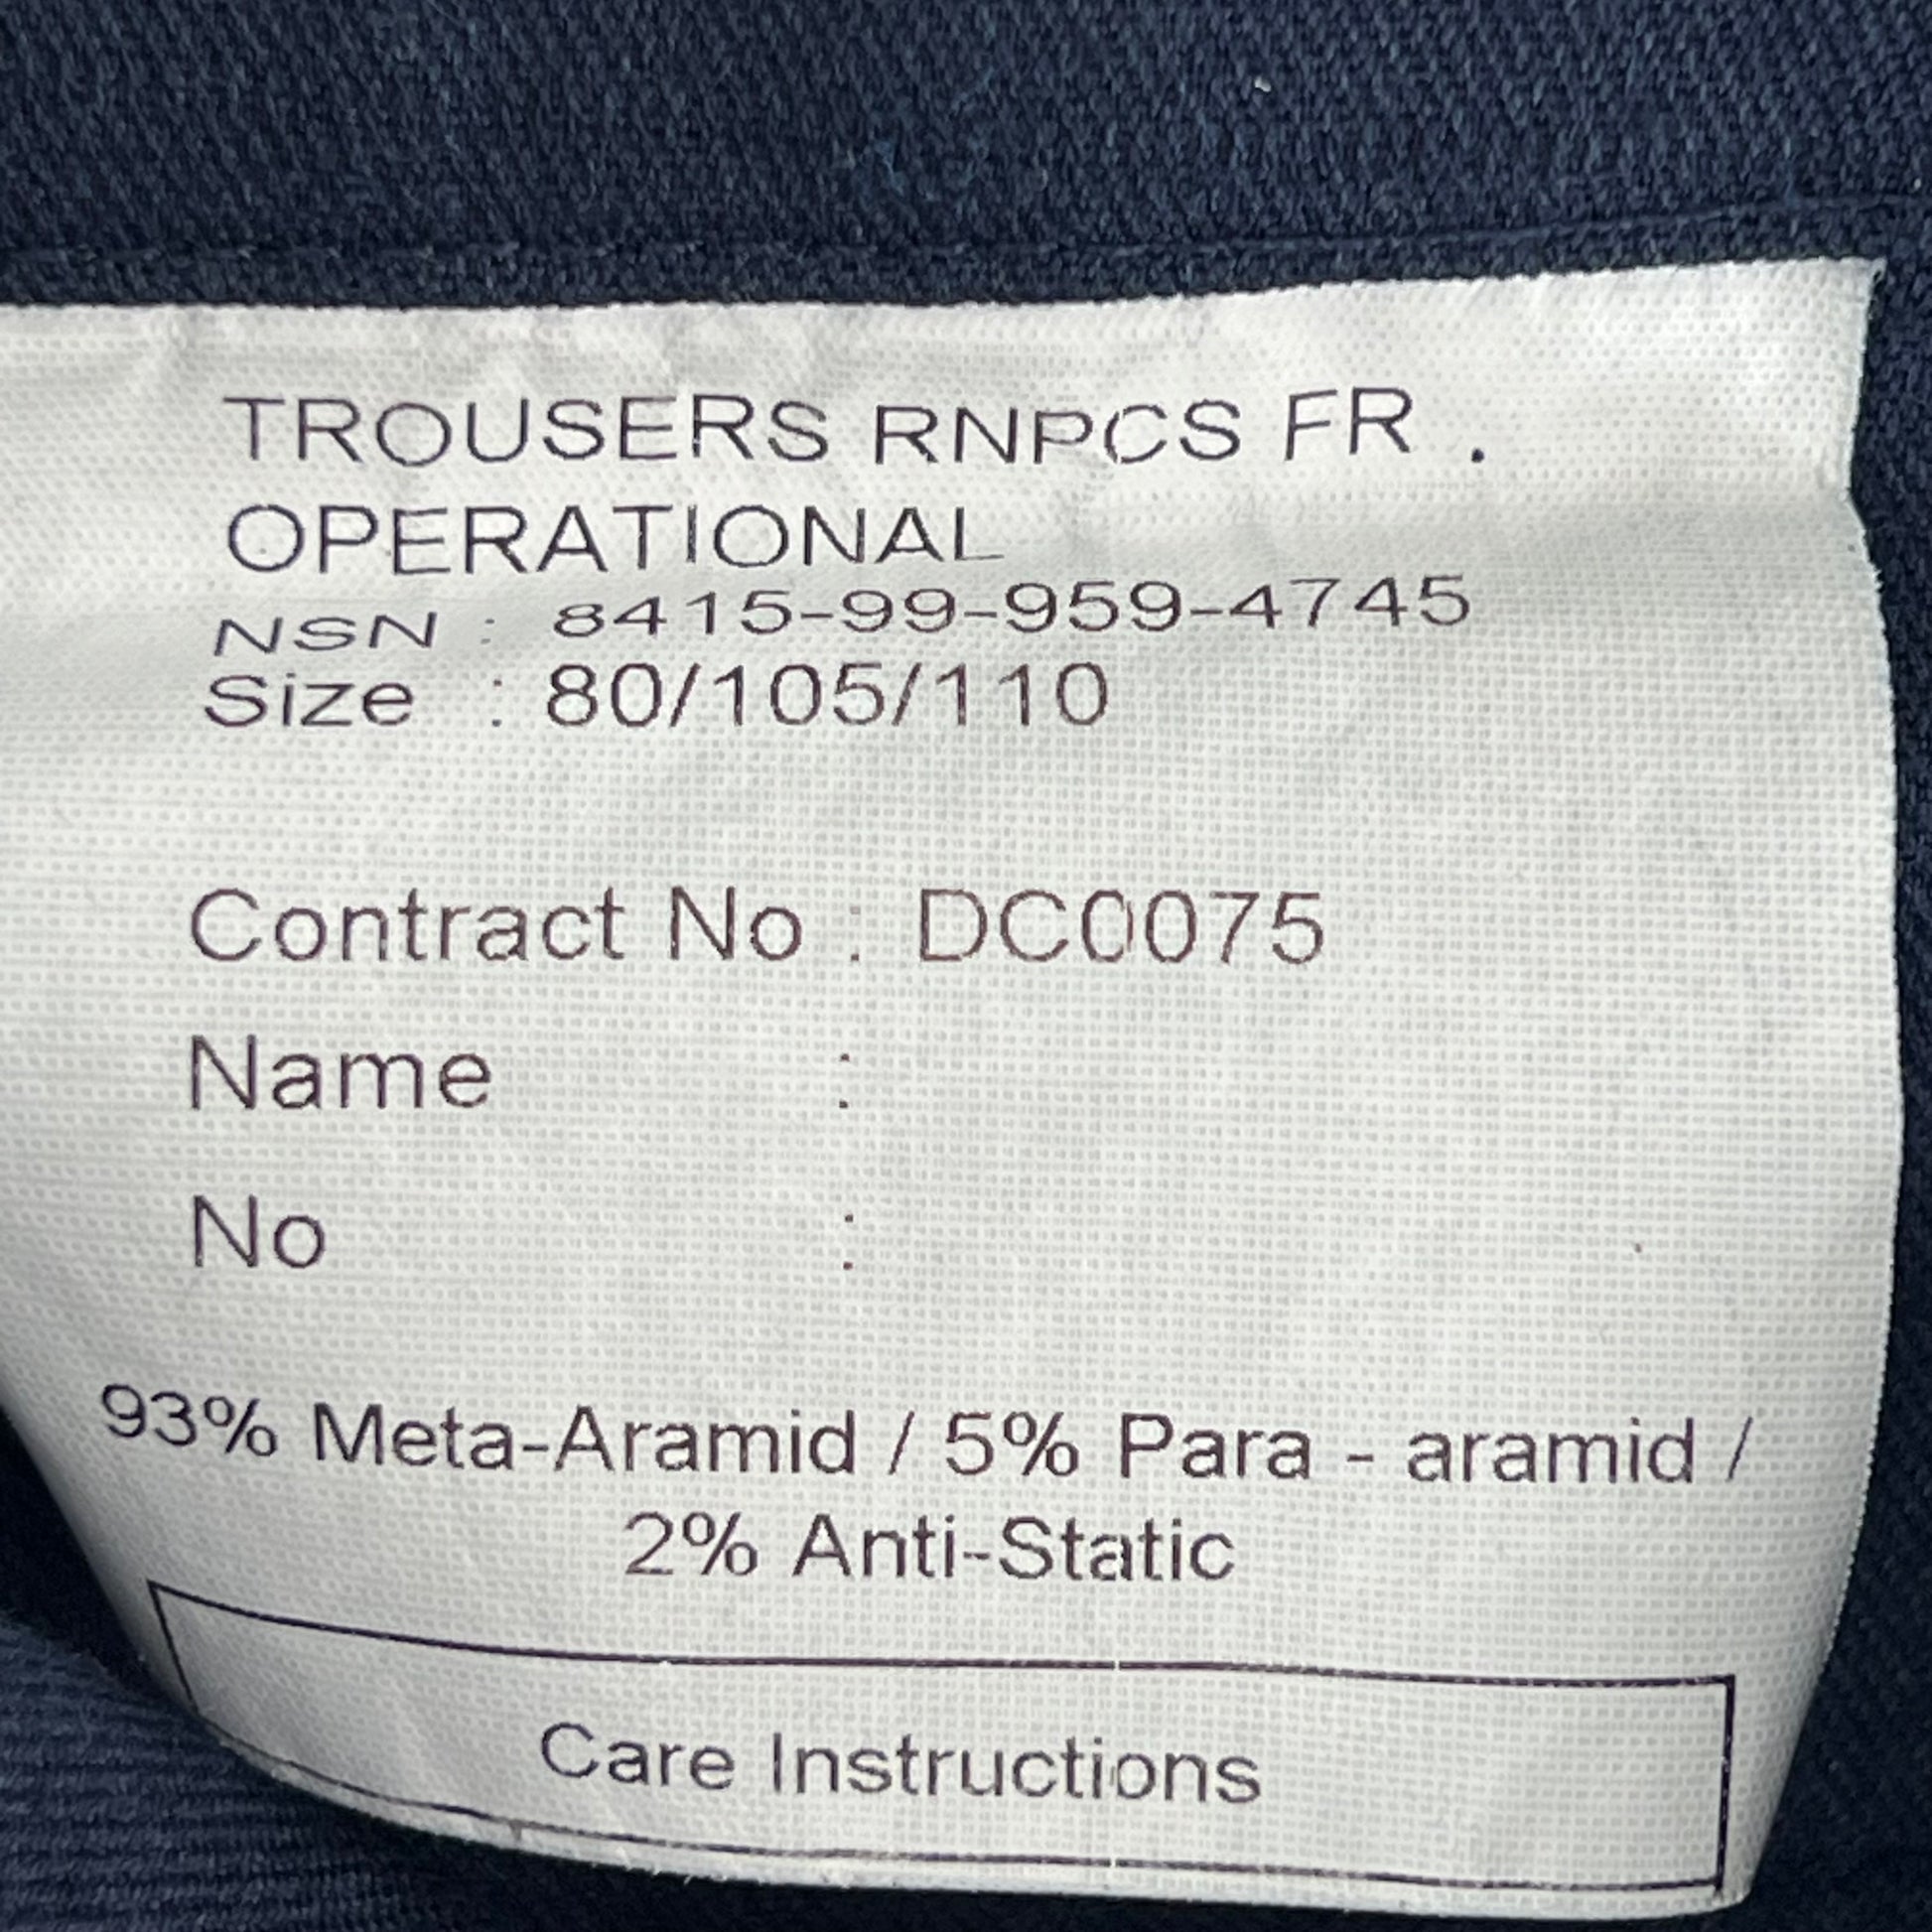 TROUSERS RNPCS FR .
OPERATIONAL
NSN : 8415-99-959-4745
Size : 80/105/110
Contract No : DC0075
Name :
No :
93% Meta-Aramid / 5% Para - aramid /
2% Anti-Static
Care Instructions